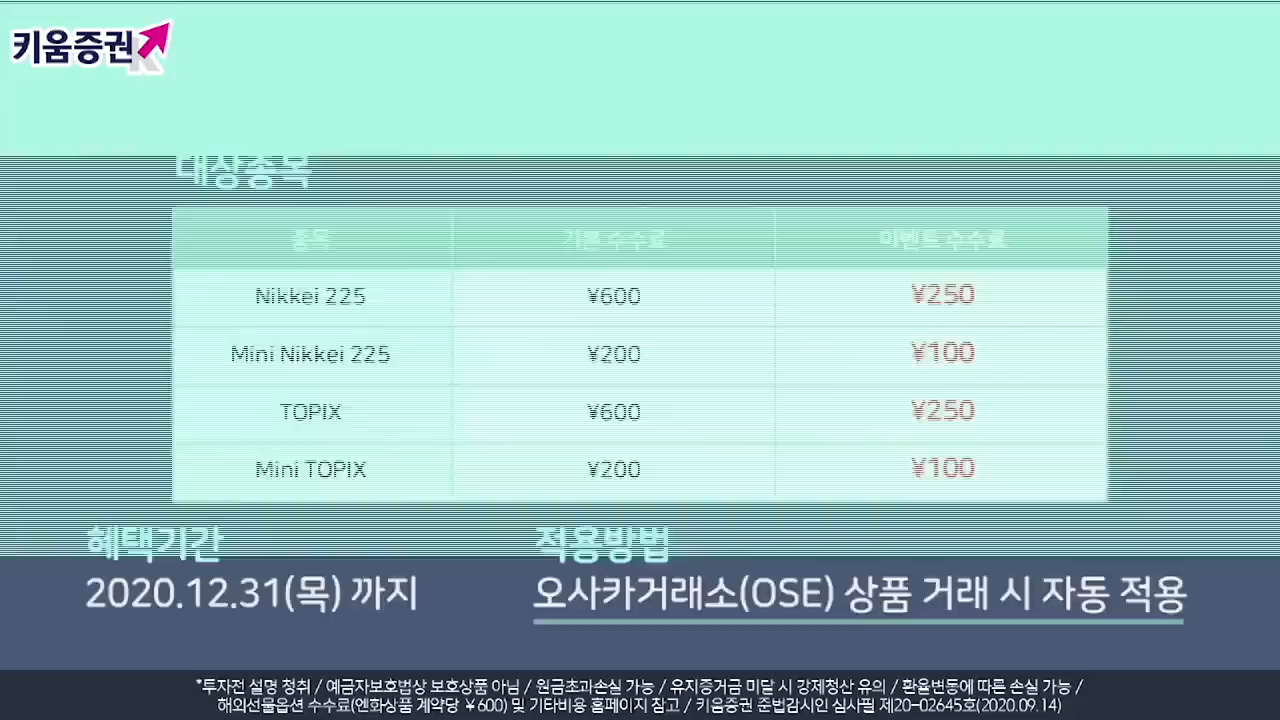 키움증권
대상종목
종목 기본 수수료 이벤트 수수료
Nikkei 225 ¥600 ¥250
Mini Nikkei 225 ¥200 ¥100
TOPIX ¥600 ¥250
Mini TOPIX ¥200 ¥100
혜택기간 적용방법
2020.12.31(목) 까지 오사카거래소(OSE) 상품 거래 시 자동 적용
*투자전 설명 청취 / 예금자보호법상 보호상품 아님 / 원금초과손실 가능 / 유지증거금 미달 시 강제청산 유의 / 환율변동에 따른 손실 가능 /
해외선물옵션 수수료(엔화상품 계약당 ¥600) 및 기타비용 홈페이지 참고 / 키움증권 준법감시인 심사필 제20-02645호(2020.09.14)